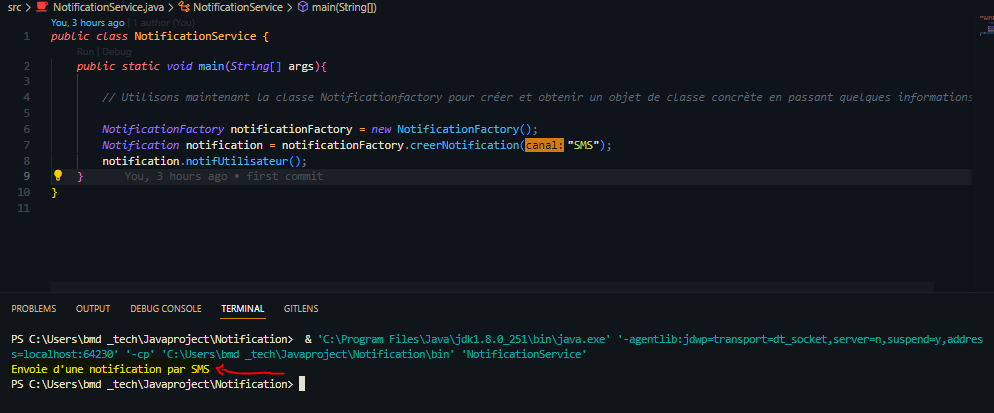 src > NotificationService.java > NotificationService > main(String[])
You, 3 hours ago | 1 author (You)
1 public class NotificationService {
Run | Debug
2 public static void main(String[] args){
3
4 // Utilisons maintenant la classe Notificationfactory pour créer et obtenir un objet de classe concrète en passant quelques informations
5
6 NotificationFactory notificationFactory = new NotificationFactory();
7 Notification notification = notificationFactory.creerNotification(canal: "SMS");
8 notification.notifUtilisateur();
9 } You, 3 hours ago • first commit
10 }
11
PROBLEMS OUTPUT DEBUG CONSOLE TERMINAL GITLENS
PS C:\Users\bmd _tech\Javaproject\Notification> & 'C:\Program Files\Java\jdk1.8.0_251\bin\java.exe' '-agentlib:jdwp=transport=dt_socket,server=n,suspend=y,addres
s=localhost:64230' '-cp' 'C:\Users\bmd _tech\Javaproject\Notification\bin' 'NotificationService'
Envoie d'une notification par SMS
PS C:\Users\bmd _tech\Javaproject\Notification>